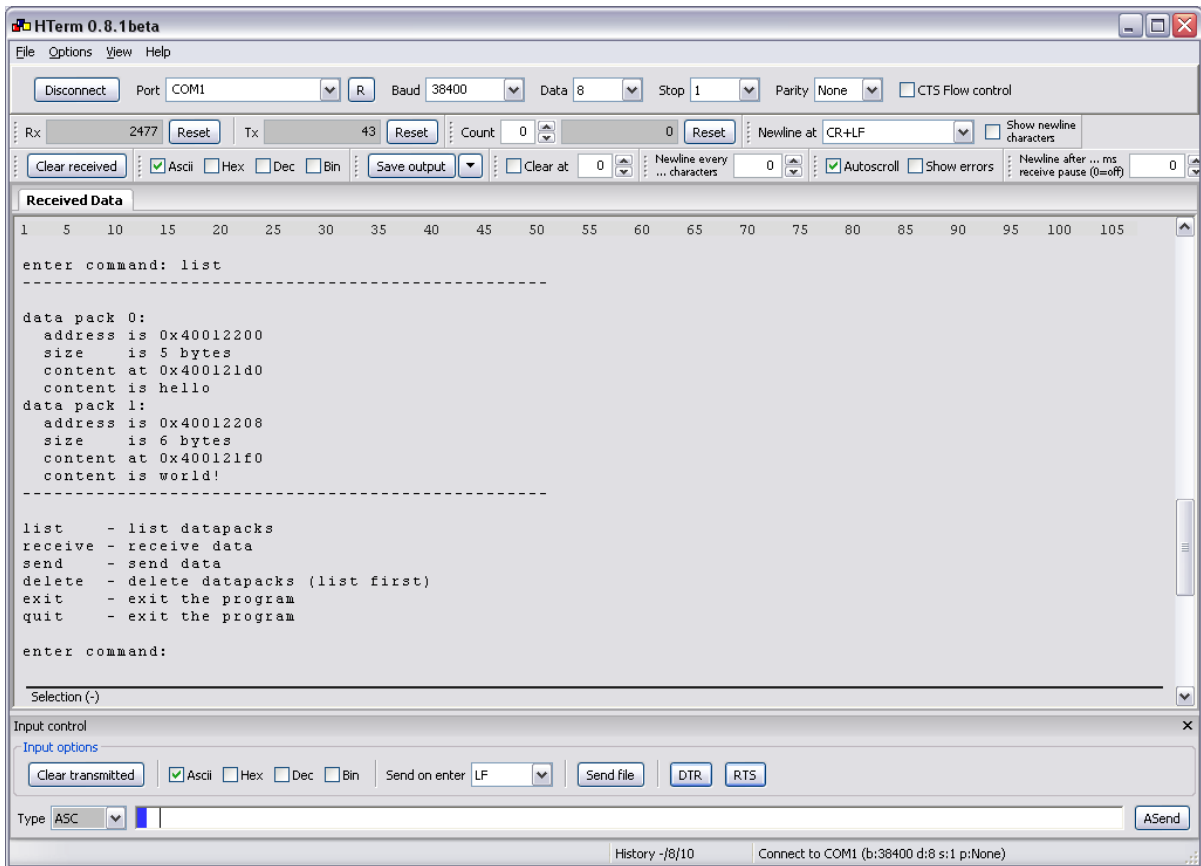 HTerm 0.8.1beta
File Options View Help
Disconnect Port COM1 R Baud 38400 Data 8 Stop 1 Parity None CTS Flow control
Rx 2477 Reset Tx 43 Reset Count 0 0 Reset Newline at CR+LF Show newline characters
Clear received Ascii Hex Dec Bin Save output Clear at 0 Newline every ... characters 0 Autoscroll Show errors Newline after ... ms receive pause (0=off) 0
Received Data
1 5 10 15 20 25 30 35 40 45 50 55 60 65 70 75 80 85 90 95 100 105
enter command: list
--------------------------------------------------
data pack 0:
address is 0x40012200
size is 5 bytes
content at 0x400121d0
content is hello
data pack 1:
address is 0x40012208
size is 6 bytes
content at 0x400121f0
content is world!
--------------------------------------------------
list - list datapacks
receive - receive data
send - send data
delete - delete datapacks (list first)
exit - exit the program
quit - exit the program
enter command:
Selection (-)
Input control
Input options
Clear transmitted Ascii Hex Dec Bin Send on enter LF Send file DTR RTS
Type ASC ASend
History -/8/10 Connect to COM1 (b:38400 d:8 s:1 p:None)